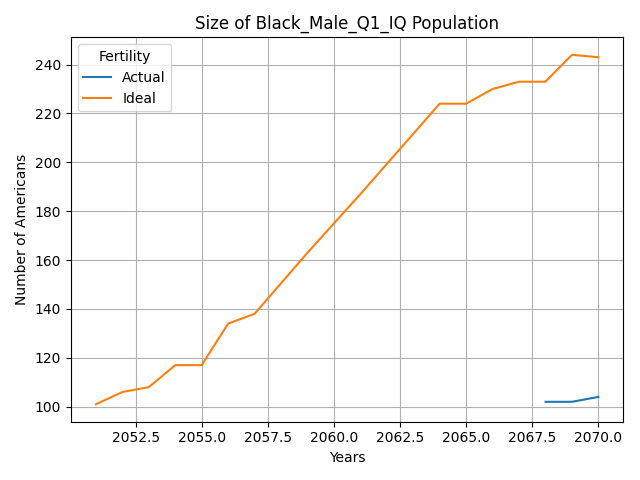 Size of Black_Male_Q1_IQ Population
Fertility
Actual
Ideal
Number of Americans
240
220
200
180
160
140
120
100
2052.5 2055.0 2057.5 2060.0 2062.5 2065.0 2067.5 2070.0
Years